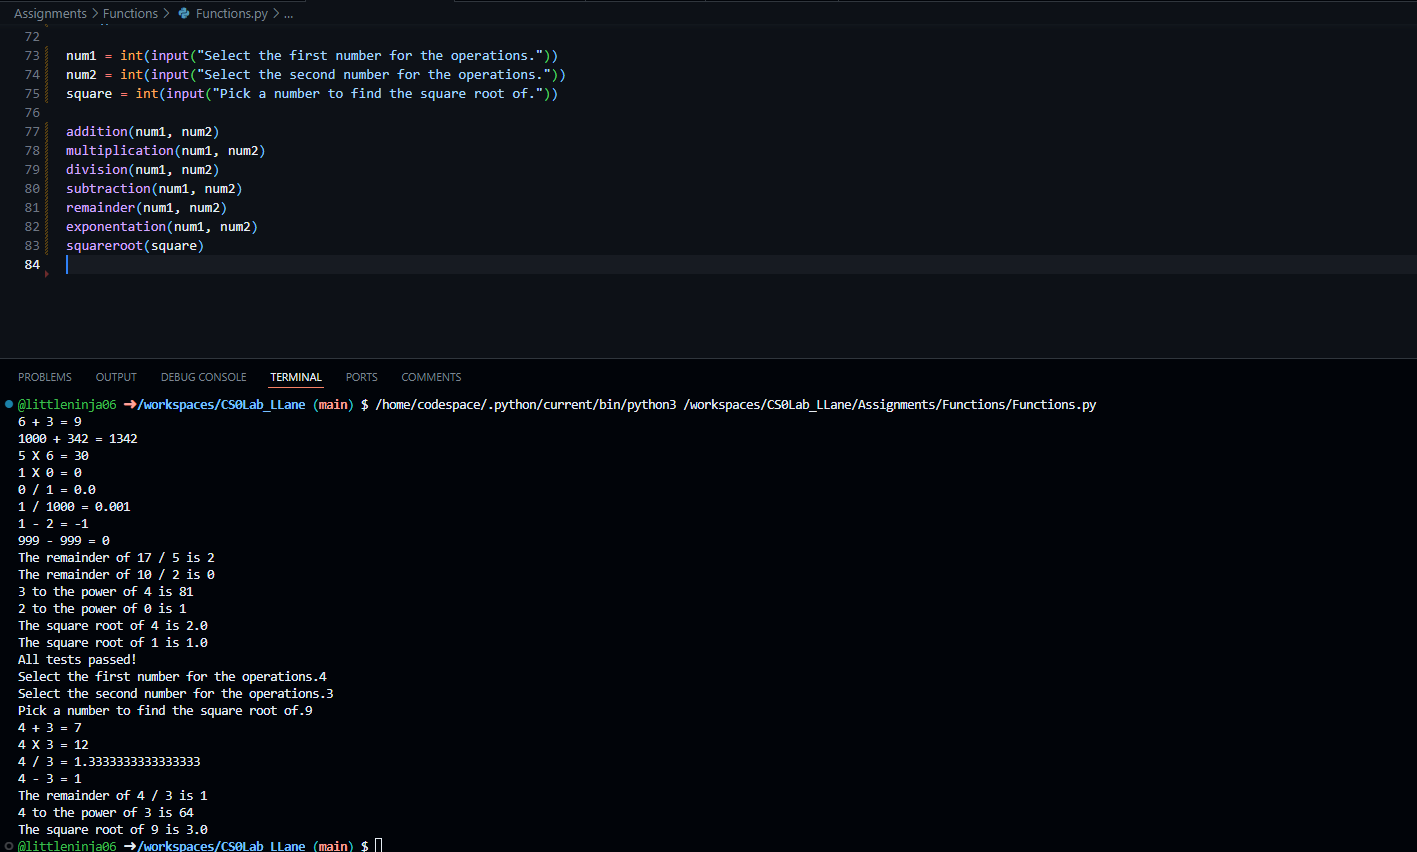 Assignments > Functions > Functions.py > ...
72
73 num1 = int(input("Select the first number for the operations."))
74 num2 = int(input("Select the second number for the operations."))
75 square = int(input("Pick a number to find the square root of."))
76
77 addition(num1, num2)
78 multiplication(num1, num2)
79 division(num1, num2)
80 subtraction(num1, num2)
81 remainder(num1, num2)
82 exponentation(num1, num2)
83 squareroot(square)
84
PROBLEMS OUTPUT DEBUG CONSOLE TERMINAL PORTS COMMENTS
@littleninja06 ➜/workspaces/CS0Lab_LLane (main) $ /home/codespace/.python/current/bin/python3 /workspaces/CS0Lab_LLane/Assignments/Functions/Functions.py
6 + 3 = 9
1000 + 342 = 1342
5 X 6 = 30
1 X 0 = 0
0 / 1 = 0.0
1 / 1000 = 0.001
1 - 2 = -1
999 - 999 = 0
The remainder of 17 / 5 is 2
The remainder of 10 / 2 is 0
3 to the power of 4 is 81
2 to the power of 0 is 1
The square root of 4 is 2.0
The square root of 1 is 1.0
All tests passed!
Select the first number for the operations.4
Select the second number for the operations.3
Pick a number to find the square root of.9
4 + 3 = 7
4 X 3 = 12
4 / 3 = 1.3333333333333333
4 - 3 = 1
The remainder of 4 / 3 is 1
4 to the power of 3 is 64
The square root of 9 is 3.0
@littleninja06 ➜/workspaces/CS0Lab_LLane (main) $